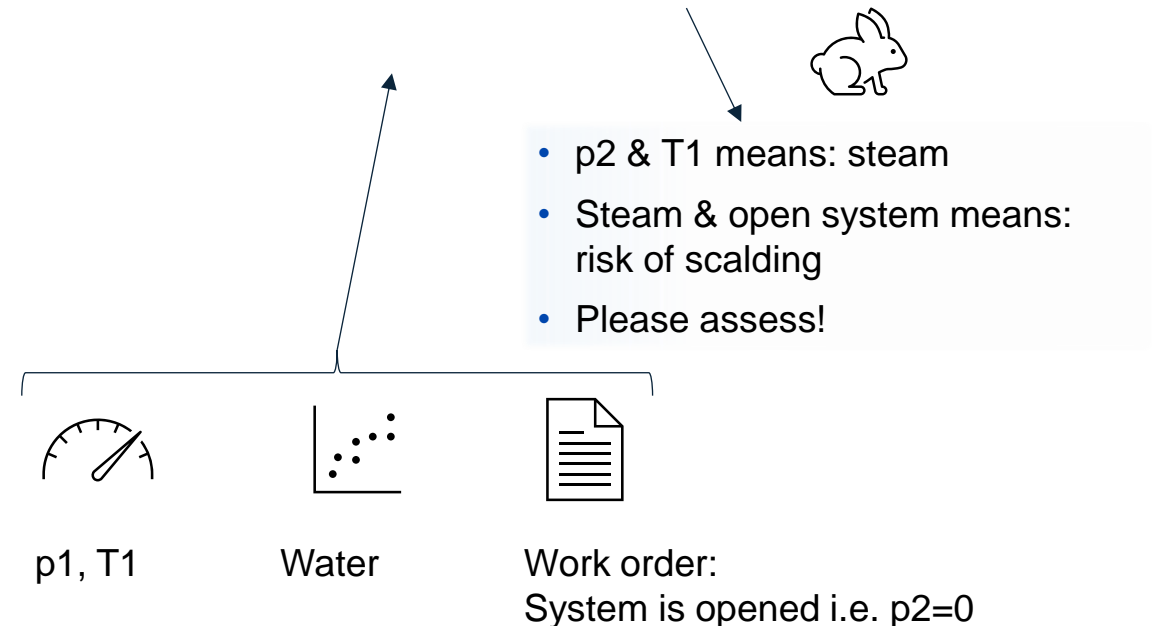 • p2 & T1 means: steam
• Steam & open system means:
risk of scalding
• Please assess!
p1, T1
Water
Work order:
System is opened i.e. p2=0